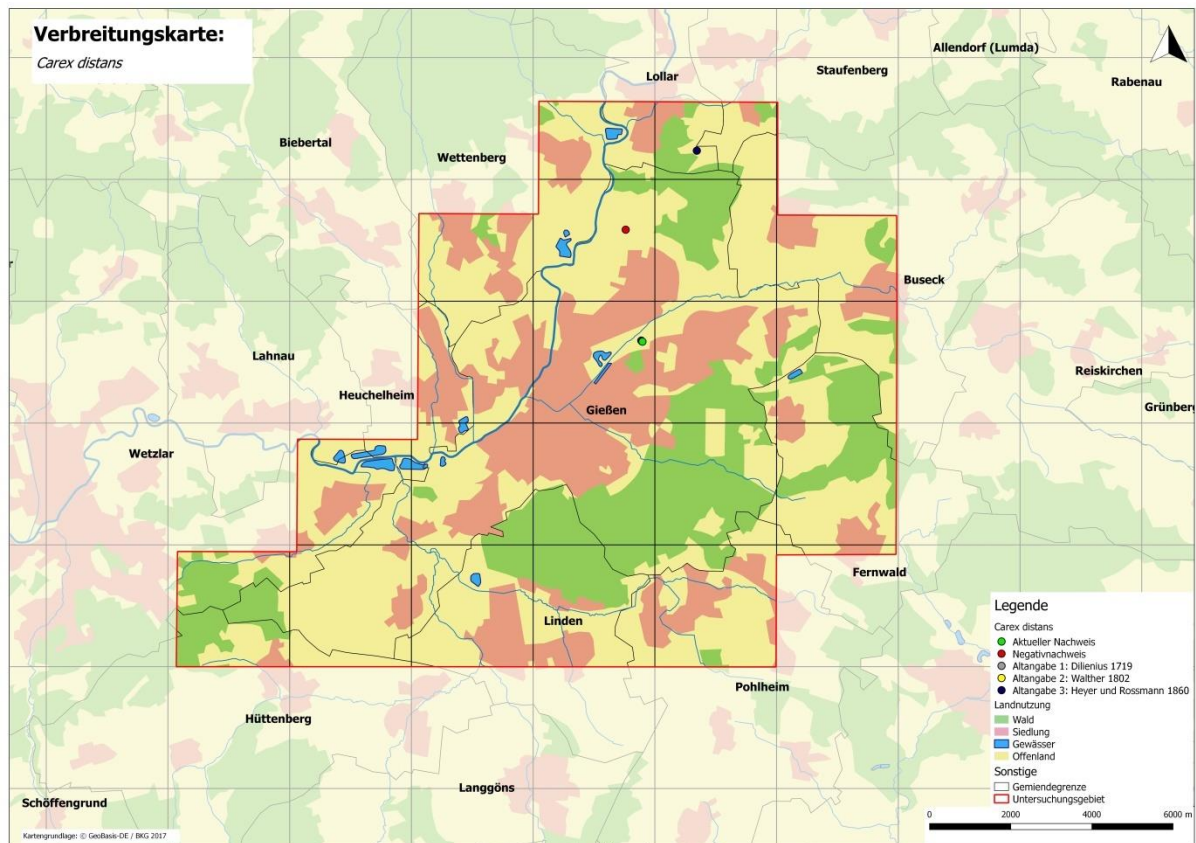 Verbreitungskarte:
Carex distans
Allendorf (Lumda)
Lollar
Staufenberg
Rabenau
Biebertal
Wettenberg
Buseck
Lahnau
Reiskirchen
Heuchelheim
Grünberg
Gießen
Wetzlar
Fernwald
Linden
Pohlheim
Hüttenberg
Langgöns
Schöffengrund
Legende
Carex distans
Aktueller Nachweis
Negativnachweis
Altangabe 1: Dilienius 1719
Altangabe 2: Walther 1802
Altangabe 3: Heyer und Rossmann 1860
Landnutzung
Wald
Siedlung
Gewässer
Offenland
Sonstige
Gemiendegrenze
Untersuchungsgebiet
0 2000 4000 6000 m
Kartengrundlage: © GeoBasis-DE / BKG 2017